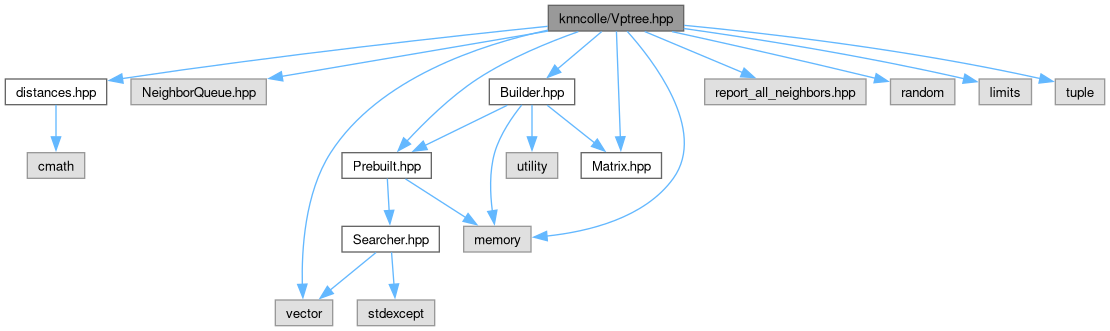 knncolle/Vptree.hpp
distances.hpp
NeighborQueue.hpp
Builder.hpp
report_all_neighbors.hpp
random
limits
tuple
cmath
Prebuilt.hpp
utility
Matrix.hpp
Searcher.hpp
memory
vector
stdexcept